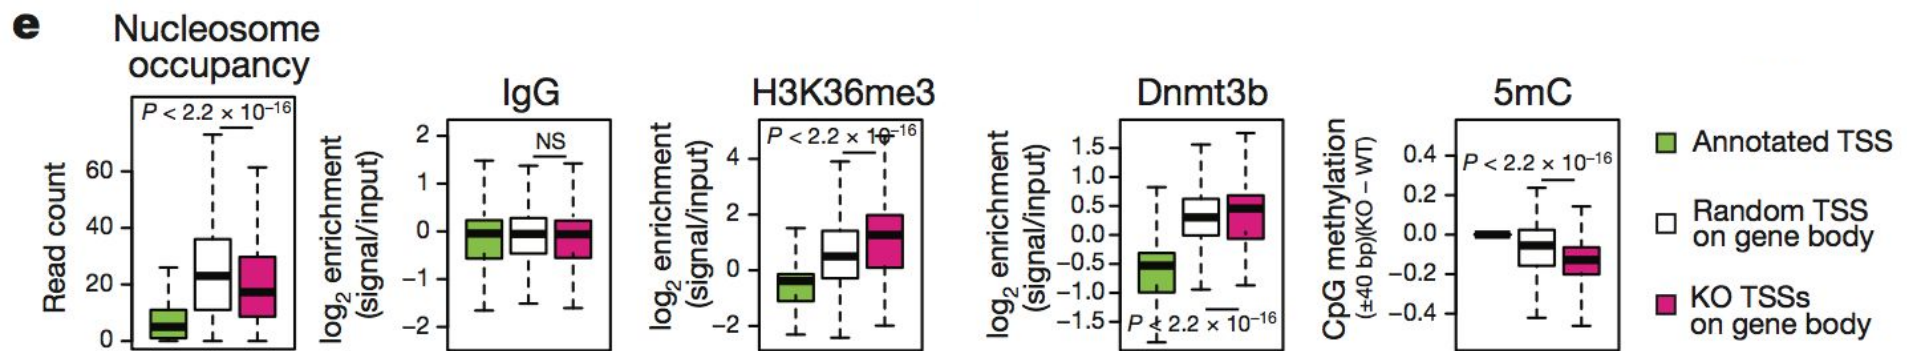 e
Nucleosome
occupancy
P < 2.2 × 10–16
Read count
60
40
20
0
IgG
NS
log2 enrichment
(signal/input)
2
1
0
–1
–2
H3K36me3
P < 2.2 × 10–16
log2 enrichment
(signal/input)
4
2
0
–2
Dnmt3b
log2 enrichment
(signal/input)
1.5
1.0
0.5
0.0
–0.5
–1.0
–1.5
P < 2.2 × 10–16
5mC
CpG methylation
(±40 bp)(KO – WT)
0.4
P < 2.2 × 10–16
0.2
0.0
–0.2
–0.4
Annotated TSS
Random TSS
on gene body
KO TSSs
on gene body